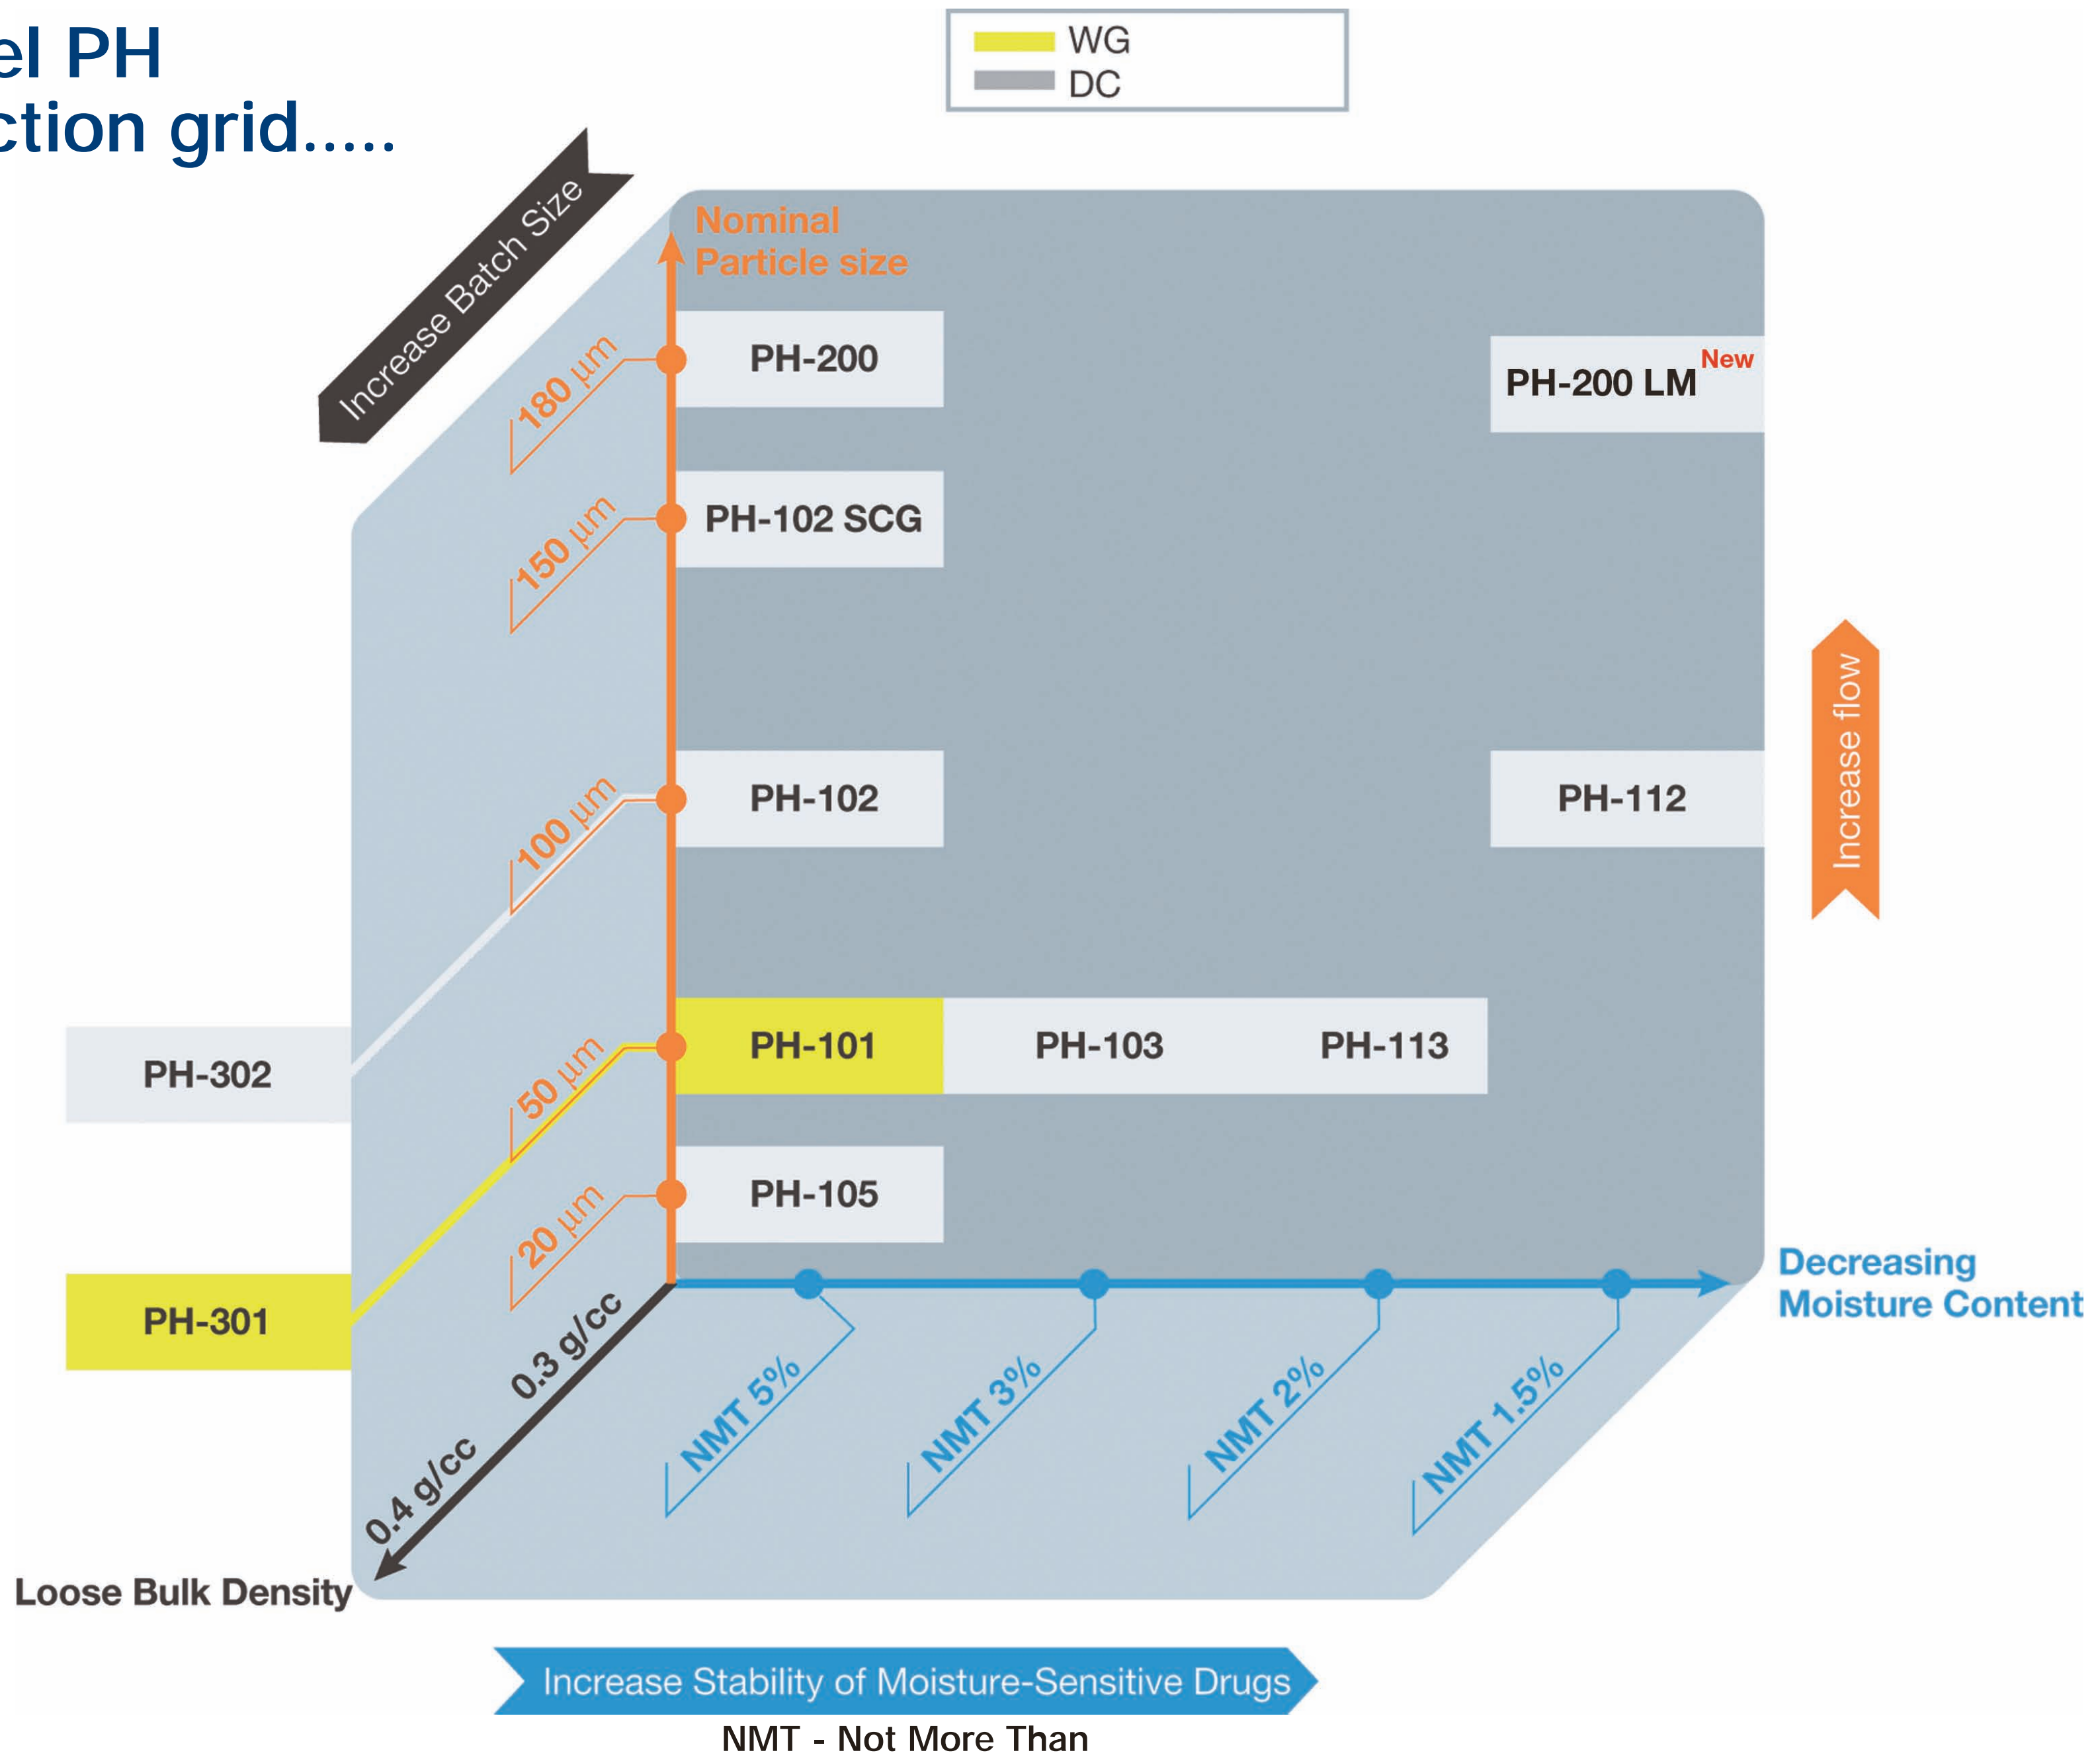 el PH
ction grid.....
WG
DC
Increase Batch Size
Nominal
Particle size
180 µm
PH-200
PH-200 LM New
150 µm
PH-102 SCG
100 µm
PH-102
PH-112
Increase flow
50 µm
PH-101
PH-103
PH-113
PH-302
20 µm
PH-105
PH-301
Decreasing
Moisture Content
0.3 g/cc
0.4 g/cc
NMT 5%
NMT 3%
NMT 2%
NMT 1.5%
Loose Bulk Density
Increase Stability of Moisture-Sensitive Drugs
NMT - Not More Than